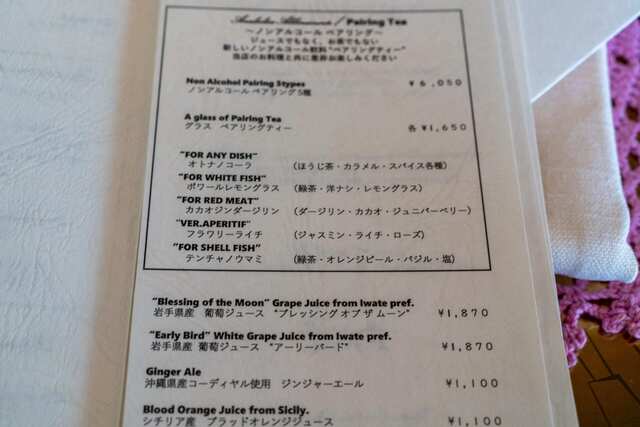 / Pairing Tea
～ノンアルコール ペアリング～
ジュースでもなく、お茶でもない
新しいノンアルコール飲料"ペアリングティー"
当店のお料理と共に是非お楽しみください
Non Alcohol Pairing 5types ￥6,050
ノンアルコール ペアリング 5種
A glass of Pairing Tea
グラス　ペアリングティー 各￥1,650
"FOR ANY DISH"
オトナノコーラ （ほうじ茶・カラメル・スパイス各種）
"FOR WHITE FISH"
ポワールレモングラス （緑茶・洋ナシ・レモングラス）
"FOR RED MEAT"
カカオジンダージリン （ダージリン・カカオ・ジュニパーベリー）
"VER.APERITIF"
フラワリーライチ （ジャスミン・ライチ・ローズ）
"FOR SHELL FISH"
テンチャノウマミ （緑茶・オレンジピール・バジル・塩）
"Blessing of the Moon" Grape Juice from Iwate pref.
岩手県産　葡萄ジュース　"ブレッシング オブ ザ ムーン" ￥1,870
"Early Bird" White Grape Juice from Iwate pref.
岩手県産 葡萄ジュース　"アーリーバード" ￥1,870
Ginger Ale
沖縄県産コーディヤル使用　ジンジャーエール ￥1,100
Blood Orange Juice from Sicily.
シチリア産　ブラッドオレンジジュース ￥1,100